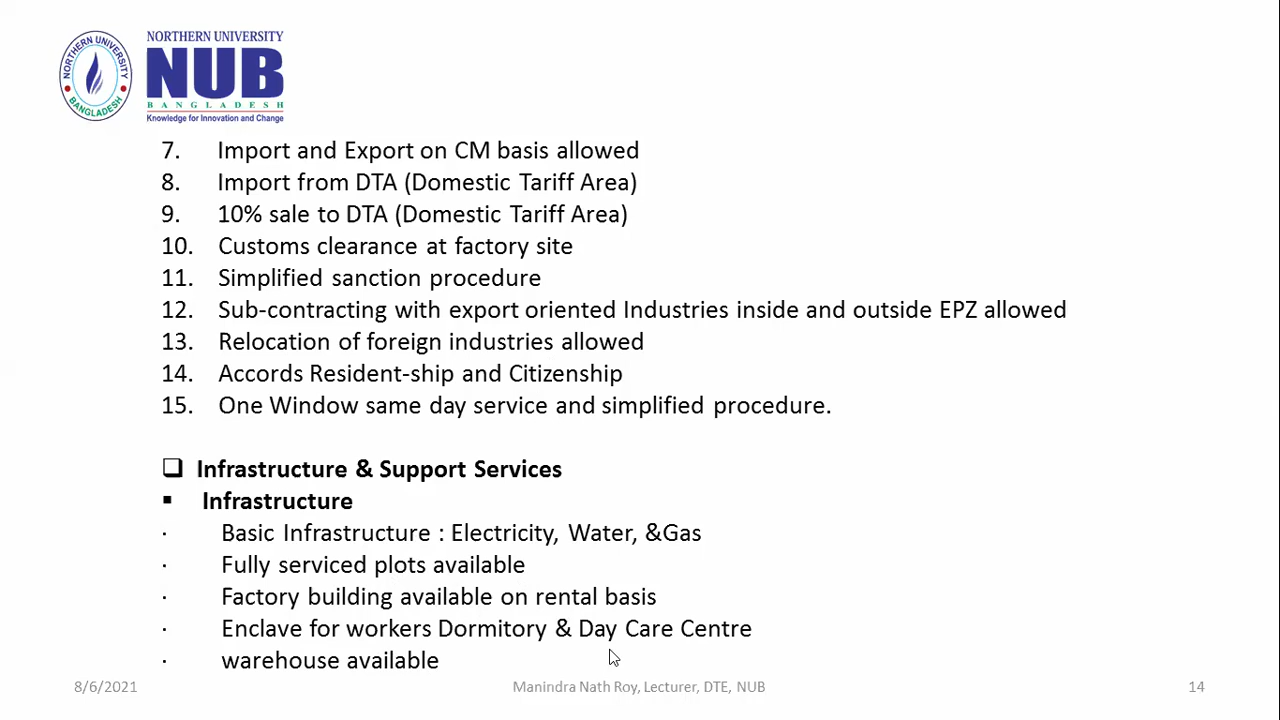 NORTHERN UNIVERSITY
BANGLADESH
NORTHERN UNIVERSITY
NUB
BANGLADESH
Knowledge for Innovation and Change
7. Import and Export on CM basis allowed
8. Import from DTA (Domestic Tariff Area)
9. 10% sale to DTA (Domestic Tariff Area)
10. Customs clearance at factory site
11. Simplified sanction procedure
12. Sub-contracting with export oriented Industries inside and outside EPZ allowed
13. Relocation of foreign industries allowed
14. Accords Resident-ship and Citizenship
15. One Window same day service and simplified procedure.
❑ Infrastructure & Support Services
▪ Infrastructure
· Basic Infrastructure : Electricity, Water, &Gas
· Fully serviced plots available
· Factory building available on rental basis
· Enclave for workers Dormitory & Day Care Centre
· warehouse available
8/6/2021 Manindra Nath Roy, Lecturer, DTE, NUB 14